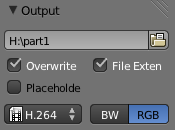 Output
H:\part1
Overwrite File Exten
Placeholde
H.264 BW RGB